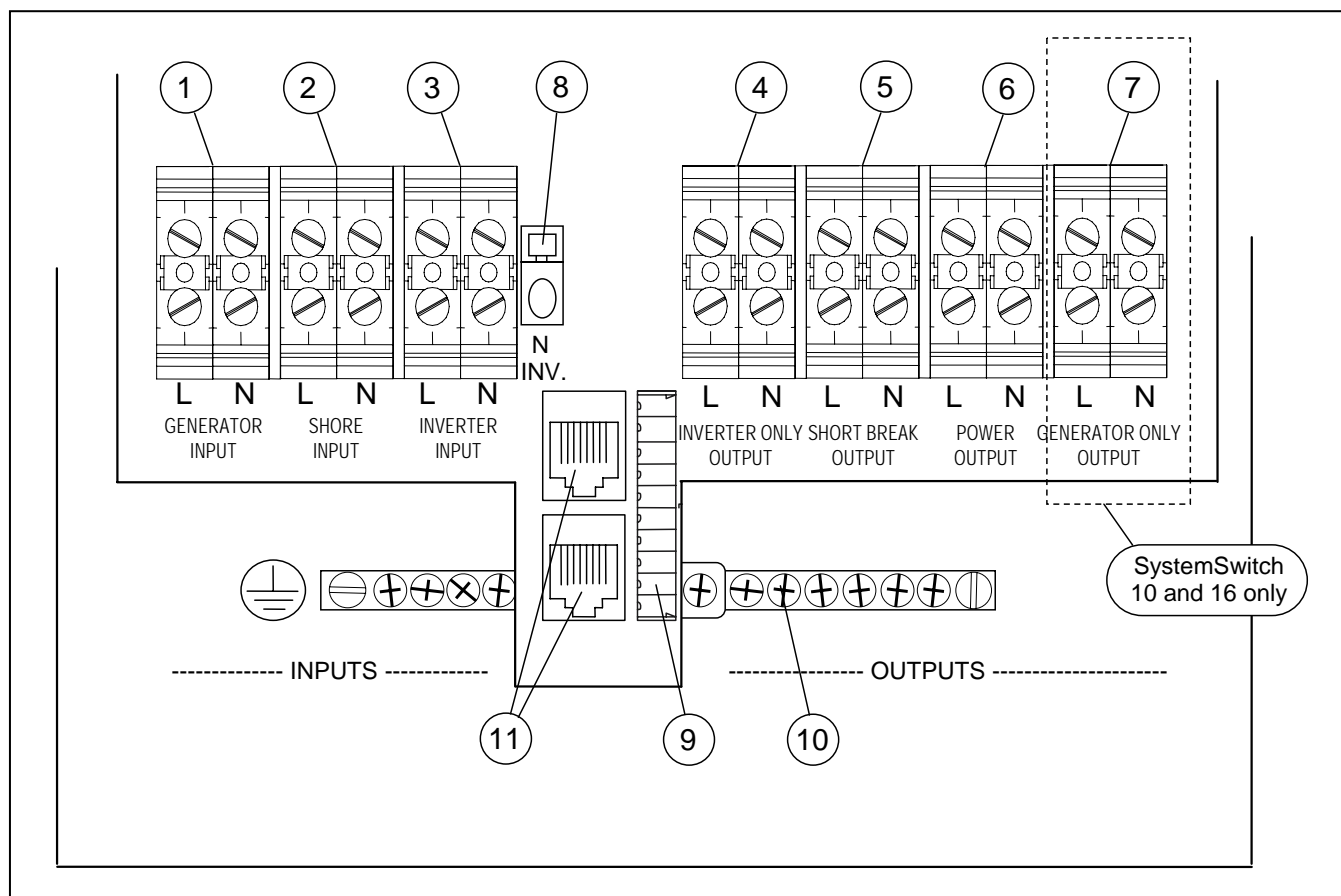 1 2 3 8 4 5 6 7
N
INV.
L N L N L N L N L N L N L N
GENERATOR
INPUT
SHORE
INPUT
INVERTER
INPUT
INVERTER ONLY
OUTPUT
SHORT BREAK
OUTPUT
POWER
OUTPUT
GENERATOR ONLY
OUTPUT
SystemSwitch
10 and 16 only
INPUTS
OUTPUTS
11 9 10